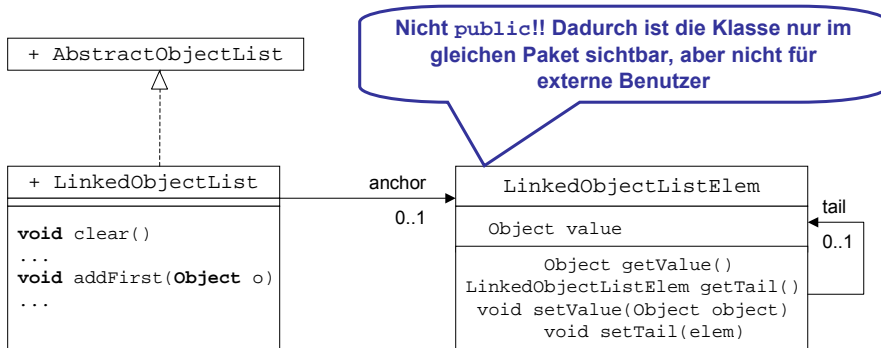 Nicht public!! Dadurch ist die Klasse nur im
gleichen Paket sichtbar, aber nicht für
externe Benutzer
+ AbstractObjectList
+ LinkedObjectList
void clear()
...
void addFirst(Object o)
...
anchor
0..1
LinkedObjectListElem
Object value
Object getValue()
LinkedObjectListElem getTail()
void setValue(Object object)
void setTail(elem)
tail
0..1